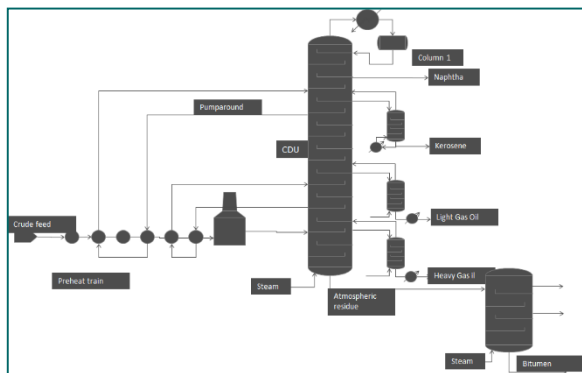 Column 1
Naphtha
Pumparound
Kerosene
CDU
Light Gas Oil
Crude feed
Heavy Gas Il
Preheat train
Steam
Atmospheric
residue
Steam
Bitumen